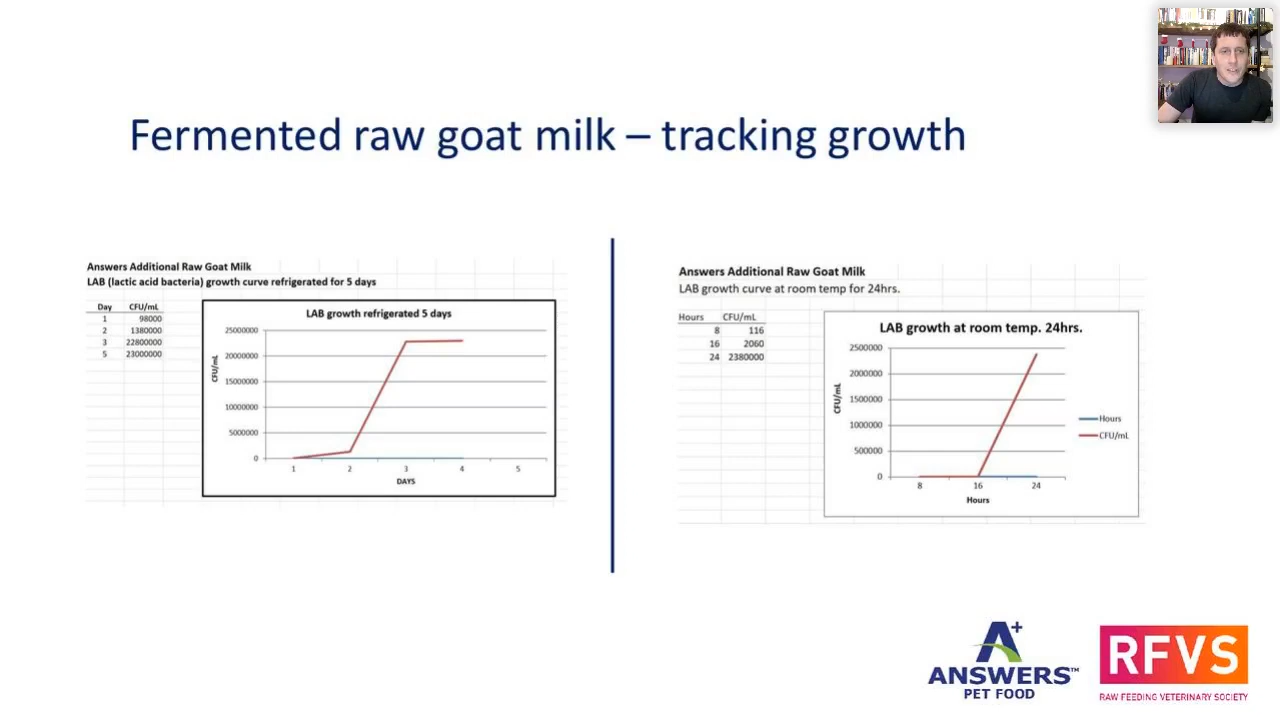 Fermented raw goat milk – tracking growth
Answers Additional Raw Goat Milk
LAB (lactic acid bacteria) growth curve refrigerated for 5 days
Day CFU/mL
1 98000
2 1380000
3 22800000
5 23000000
LAB growth refrigerated 5 days
CFU/mL
25000000
20000000
15000000
10000000
5000000
0
1 2 3 4 5
DAYS
Answers Additional Raw Goat Milk
LAB growth curve at room temp for 24hrs.
Hours CFU/mL
8 116
16 2060
24 2380000
LAB growth at room temp. 24hrs.
CFU/mL
2500000
2000000
1500000
1000000
500000
0
8 16 24
Hours
Hours
CFU/mL
A+
ANSWERS™
PET FOOD
RFVS
RAW FEEDING VETERINARY SOCIETY